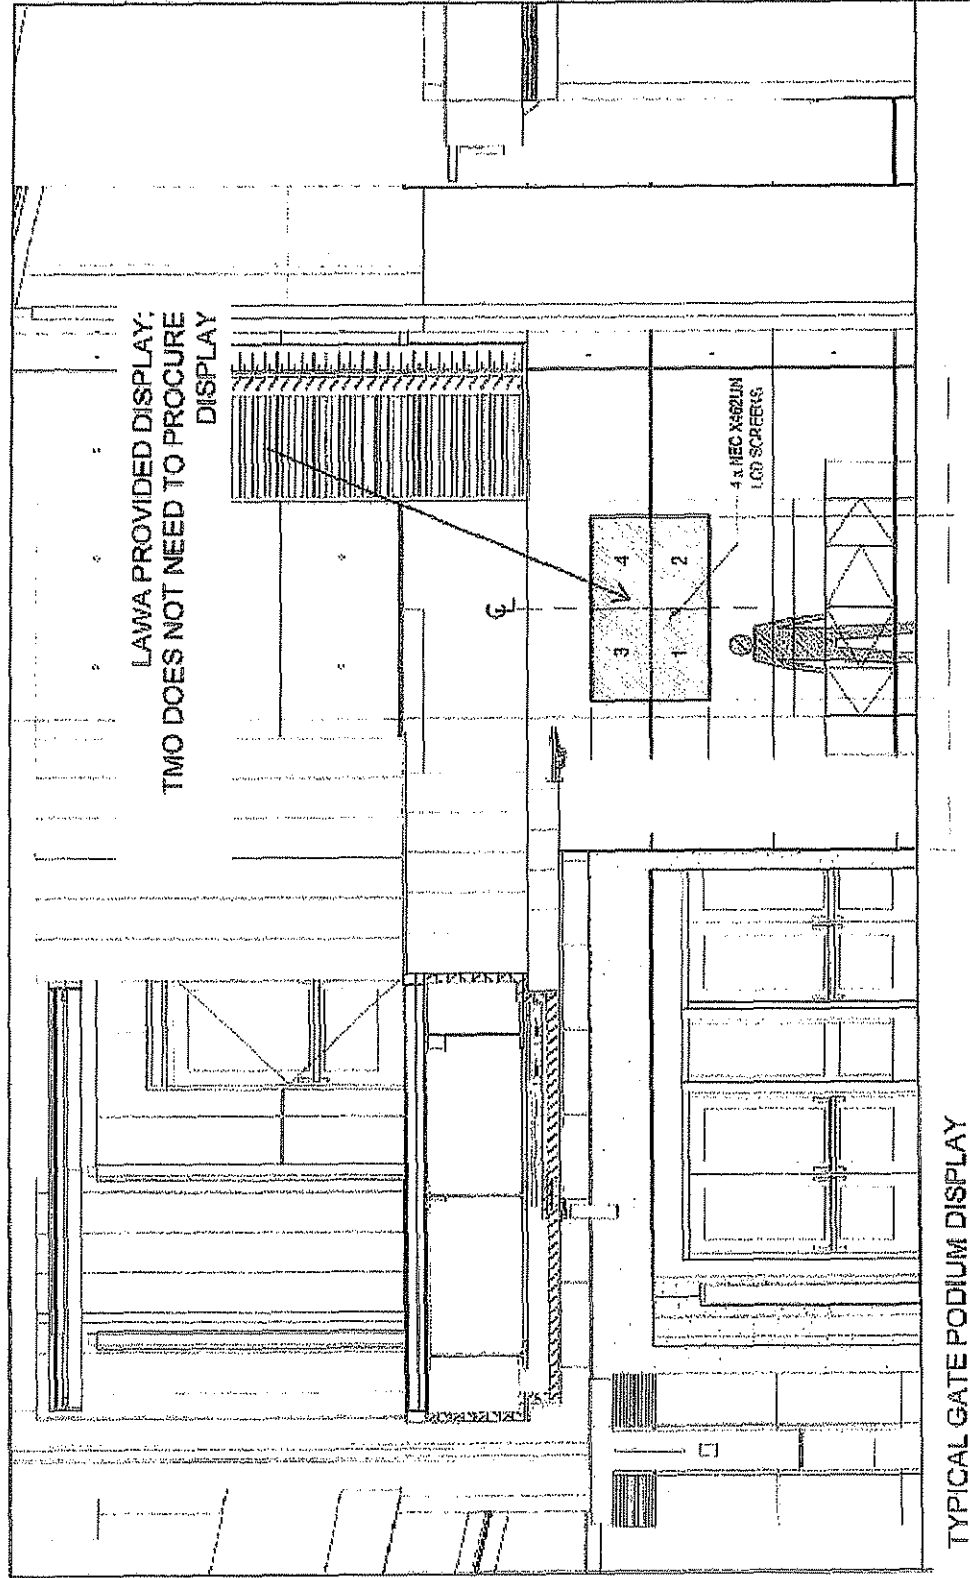 LAWA PROVIDED DISPLAY;
TMO DOES NOT NEED TO PROCURE
DISPLAY
℄
3 4
1 2
4 x NEC X462UN
LCD SCREENS
TYPICAL GATE PODIUM DISPLAY